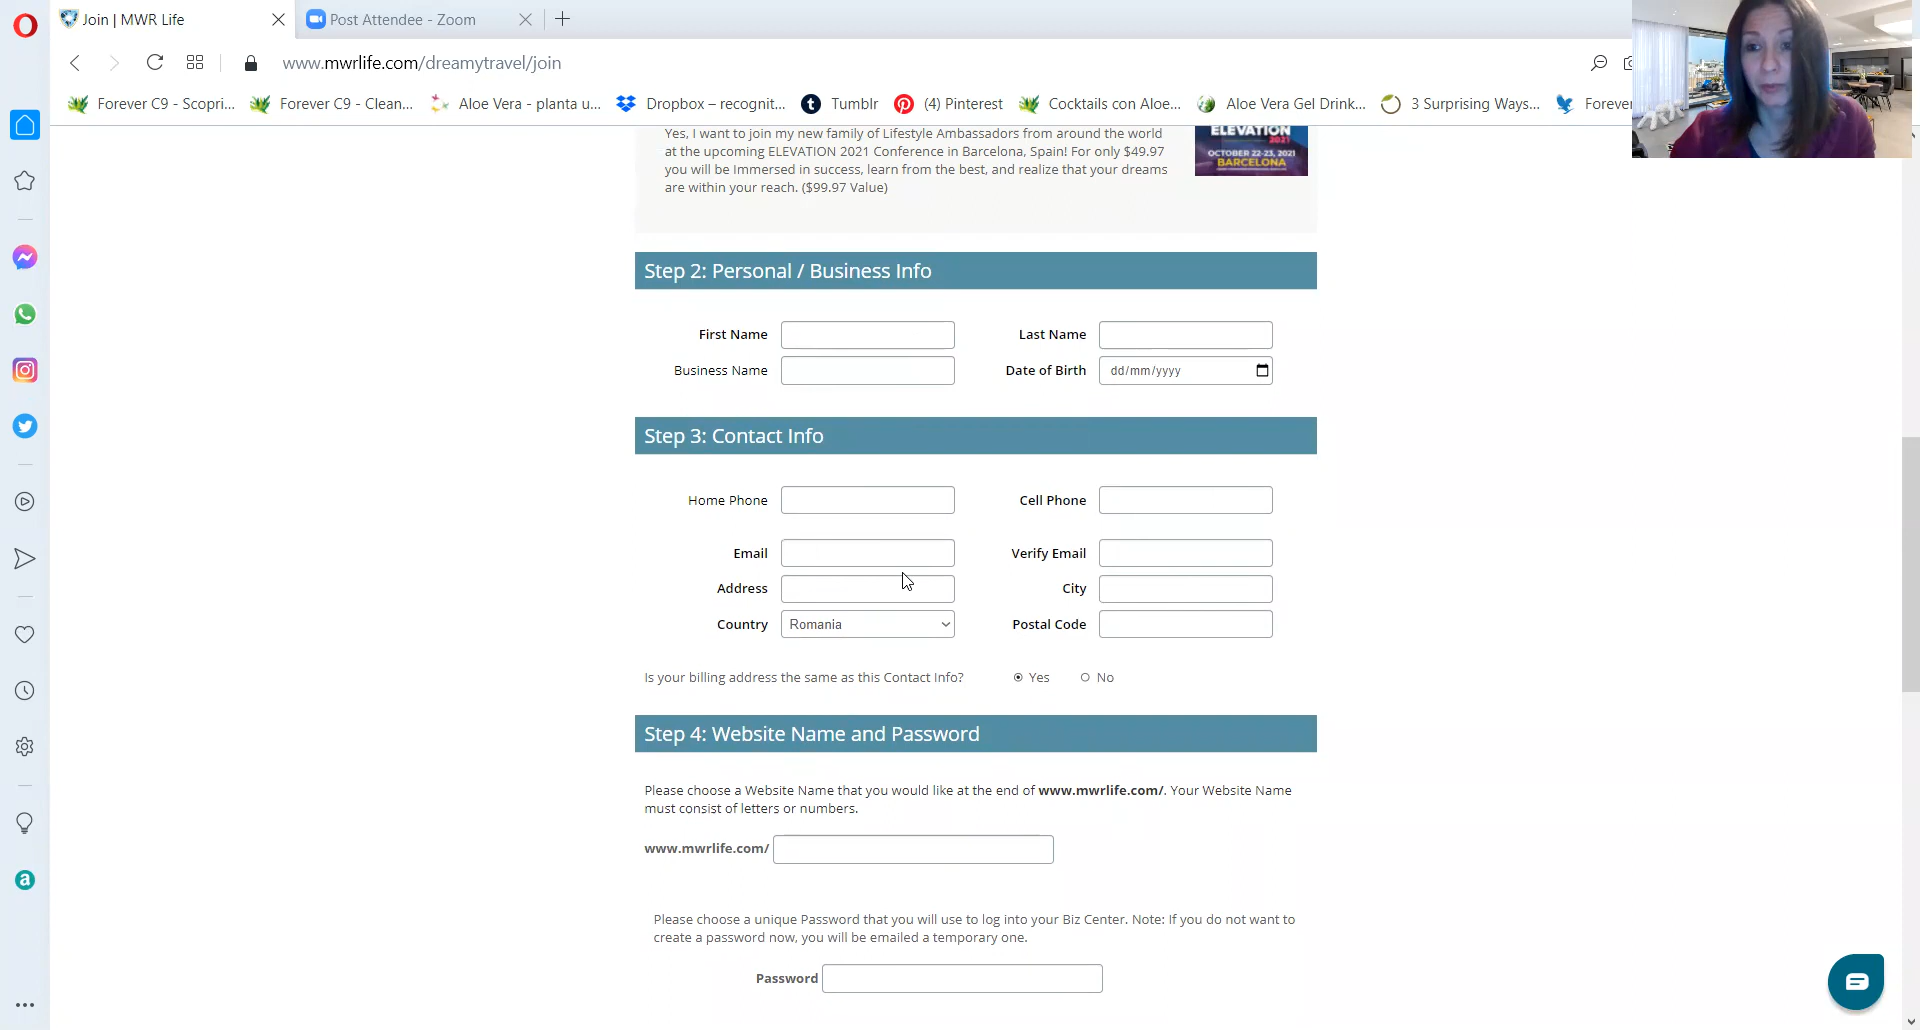 Join | MWR Life
Post Attendee - Zoom
www.mwrlife.com/dreamytravel/join
Forever C9 - Scopri...
Forever C9 - Clean...
Aloe Vera - planta u...
Dropbox – recognit...
Tumblr
(4) Pinterest
Cocktails con Aloe...
Aloe Vera Gel Drink...
3 Surprising Ways...
Forever
Yes, I want to join my new family of Lifestyle Ambassadors from around the world
at the upcoming ELEVATION 2021 Conference in Barcelona, Spain! For only $49.97
you will be Immersed in success, learn from the best, and realize that your dreams
are within your reach. ($99.97 Value)
ELEVATION
2021
OCTOBER 22-23, 2021
BARCELONA
Step 2: Personal / Business Info
First Name
Last Name
Business Name
Date of Birth
dd/mm/yyyy
Step 3: Contact Info
Home Phone
Cell Phone
Email
Verify Email
Address
City
Country
Romania
Postal Code
Is your billing address the same as this Contact Info?
Yes
No
Step 4: Website Name and Password
Please choose a Website Name that you would like at the end of www.mwrlife.com/. Your Website Name
must consist of letters or numbers.
www.mwrlife.com/
Please choose a unique Password that you will use to log into your Biz Center. Note: If you do not want to
create a password now, you will be emailed a temporary one.
Password